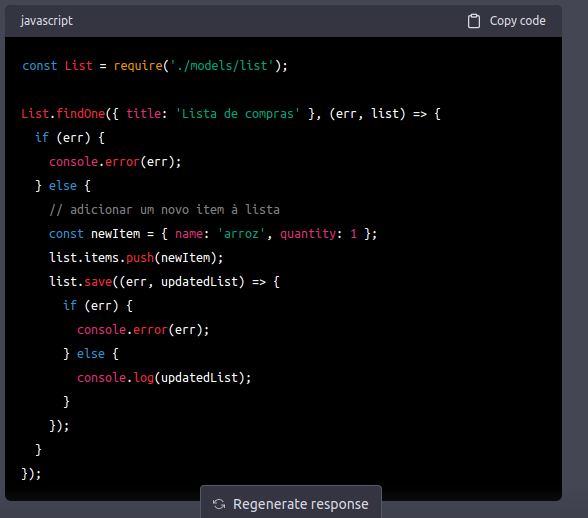 javascript Copy code
const List = require('./models/list');
List.findOne({ title: 'Lista de compras' }, (err, list) => {
if (err) {
console.error(err);
} else {
// adicionar um novo item à lista
const newItem = { name: 'arroz', quantity: 1 };
list.items.push(newItem);
list.save((err, updatedList) => {
if (err) {
console.error(err);
} else {
console.log(updatedList);
}
});
}
});
Regenerate response